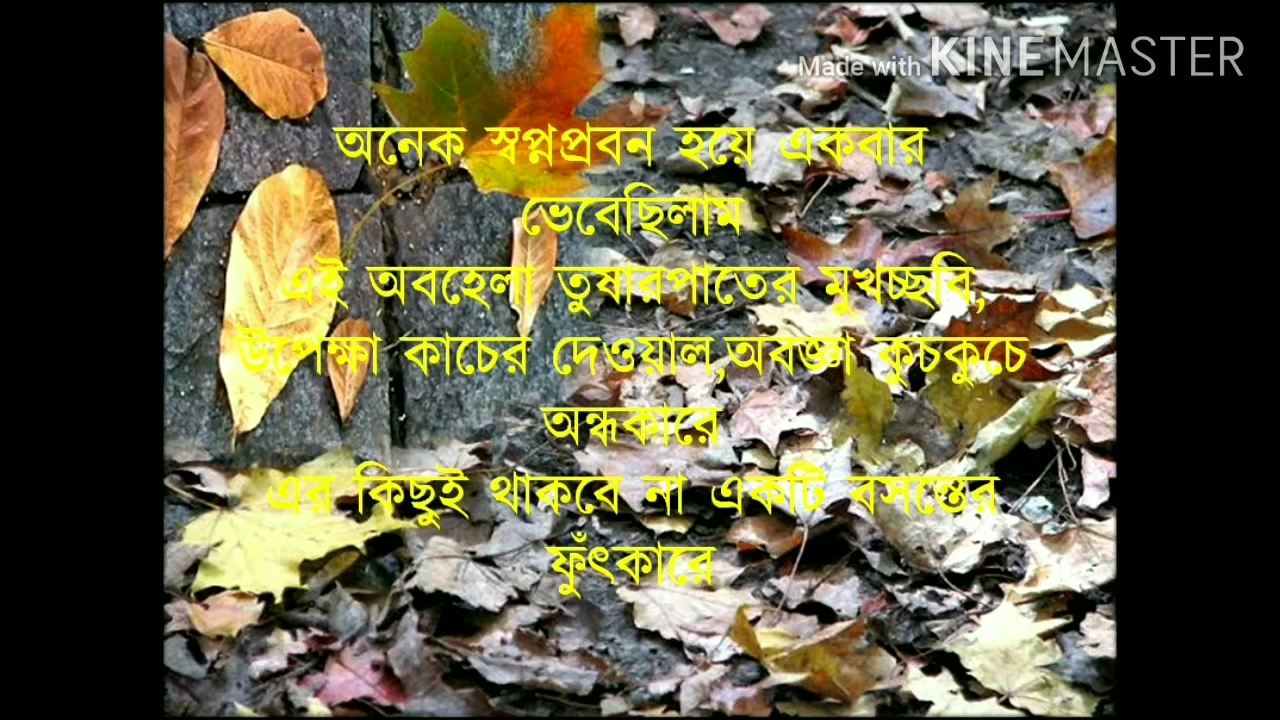 Made with KINEMASTER
অনেক স্বপ্নপ্রবন হয়ে একবার
ভেবেছিলাম
এই অবহেলা তুষারপাতের মুখচ্ছবি,
উপেক্ষা কাচের দেওয়াল,অবজ্ঞা কুচকুচে
অন্ধকারে
এর কিছুই থাকবে না একটি বসন্তের
ফুঁৎকারে